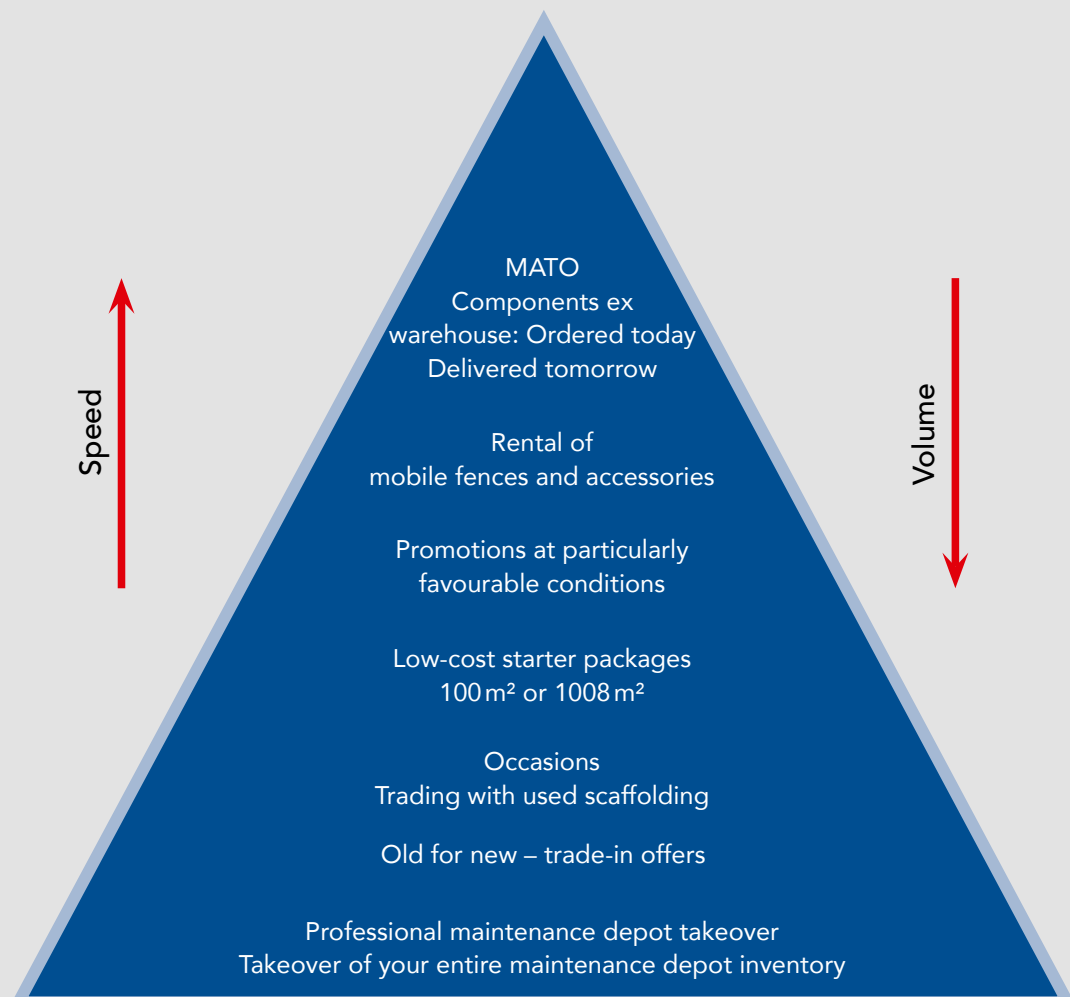 MATO
Components ex
warehouse: Ordered today
Delivered tomorrow
Speed
Volume
Rental of
mobile fences and accessories
Promotions at particularly
favourable conditions
Low-cost starter packages
100 m² or 1008 m²
Occasions
Trading with used scaffolding
Old for new – trade-in offers
Professional maintenance depot takeover
Takeover of your entire maintenance depot inventory